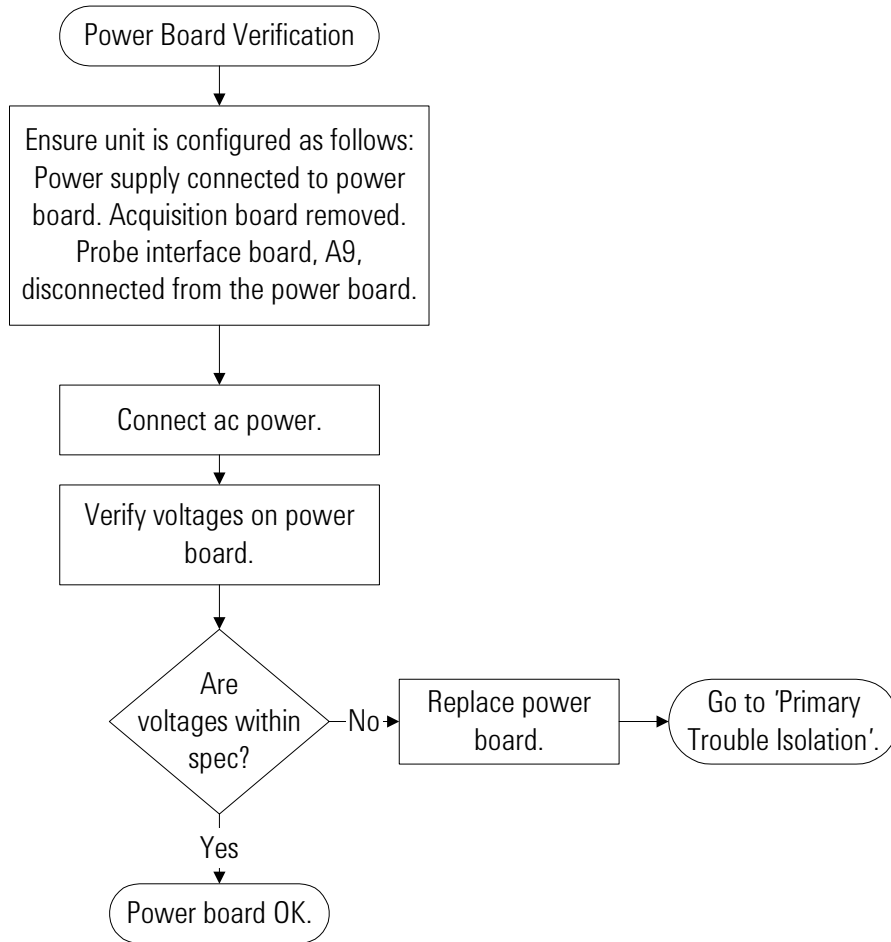 Power Board Verification
Ensure unit is configured as follows:
Power supply connected to power
board. Acquisition board removed.
Probe interface board, A9,
disconnected from the power board.
Connect ac power.
Verify voltages on power
board.
Are
voltages within
spec?
No
Replace power
board.
Go to 'Primary
Trouble Isolation'.
Yes
Power board OK.